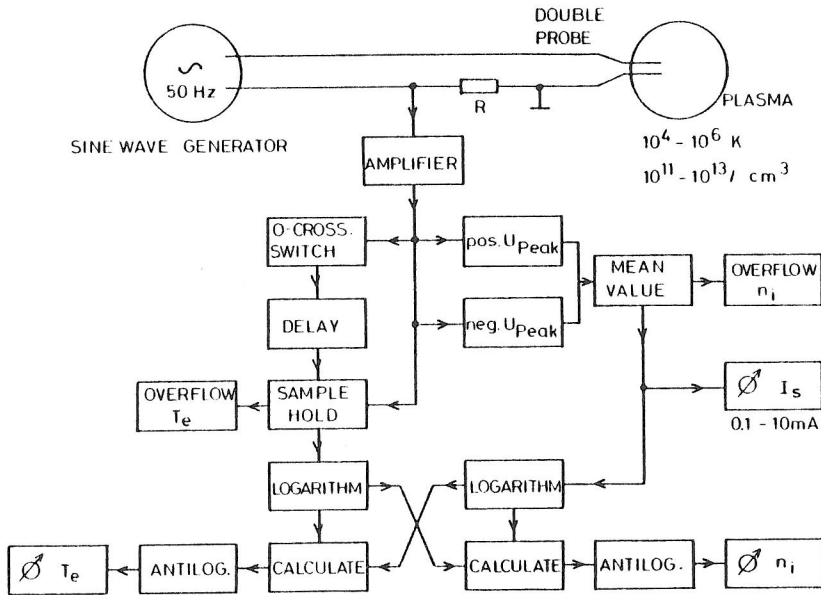 DOUBLE
PROBE
∿
50 Hz
R
PLASMA
SINE WAVE GENERATOR
10⁴ - 10⁶ K
10¹¹ - 10¹³/ cm³
AMPLIFIER
O-CROSS.
SWITCH
pos. U_Peak
MEAN
VALUE
OVERFLOW
n_i
DELAY
neg. U_Peak
OVERFLOW
T_e
SAMPLE
HOLD
I_s
0.1 - 10mA
LOGARITHM
LOGARITHM
T_e
ANTILOG.
CALCULATE
CALCULATE
ANTILOG.
n_i